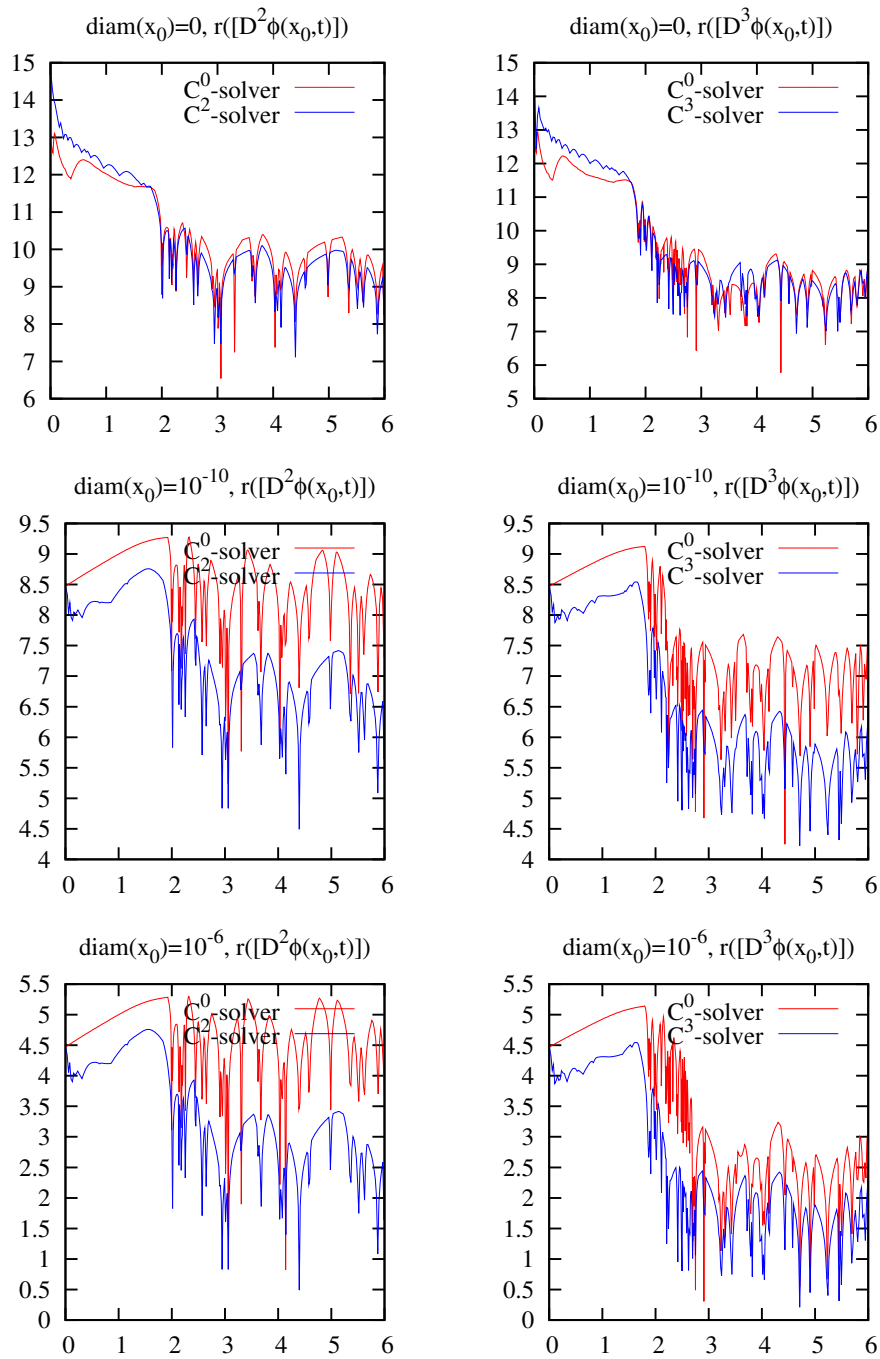 diam(x₀)=0, r([D²ϕ(x₀,t)])
15
14
13
12
11
10
9
8
7
6
0 1 2 3 4 5 6
C⁰-solver
C²-solver
diam(x₀)=0, r([D³ϕ(x₀,t)])
15
14
13
12
11
10
9
8
7
6
5
0 1 2 3 4 5 6
C⁰-solver
C³-solver
diam(x₀)=10⁻¹⁰, r([D²ϕ(x₀,t)])
9.5
9
8.5
8
7.5
7
6.5
6
5.5
5
4.5
4
0 1 2 3 4 5 6
C⁰-solver
C²-solver
diam(x₀)=10⁻¹⁰, r([D³ϕ(x₀,t)])
9.5
9
8.5
8
7.5
7
6.5
6
5.5
5
4.5
4
0 1 2 3 4 5 6
C⁰-solver
C³-solver
diam(x₀)=10⁻⁶, r([D²ϕ(x₀,t)])
5.5
5
4.5
4
3.5
3
2.5
2
1.5
1
0.5
0
0 1 2 3 4 5 6
C⁰-solver
C²-solver
diam(x₀)=10⁻⁶, r([D³ϕ(x₀,t)])
5.5
5
4.5
4
3.5
3
2.5
2
1.5
1
0.5
0
0 1 2 3 4 5 6
C⁰-solver
C³-solver